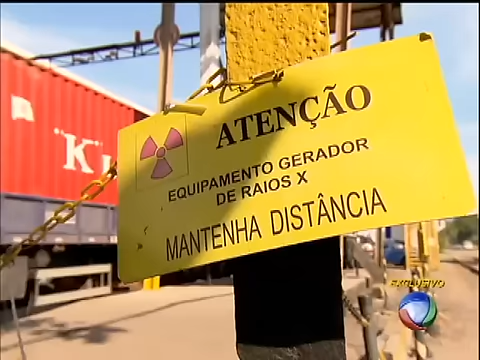 ATENÇÃO
EQUIPAMENTO GERADOR
DE RAIOS X
MANTENHA DISTÂNCIA
"K"
EXCLUSIVO